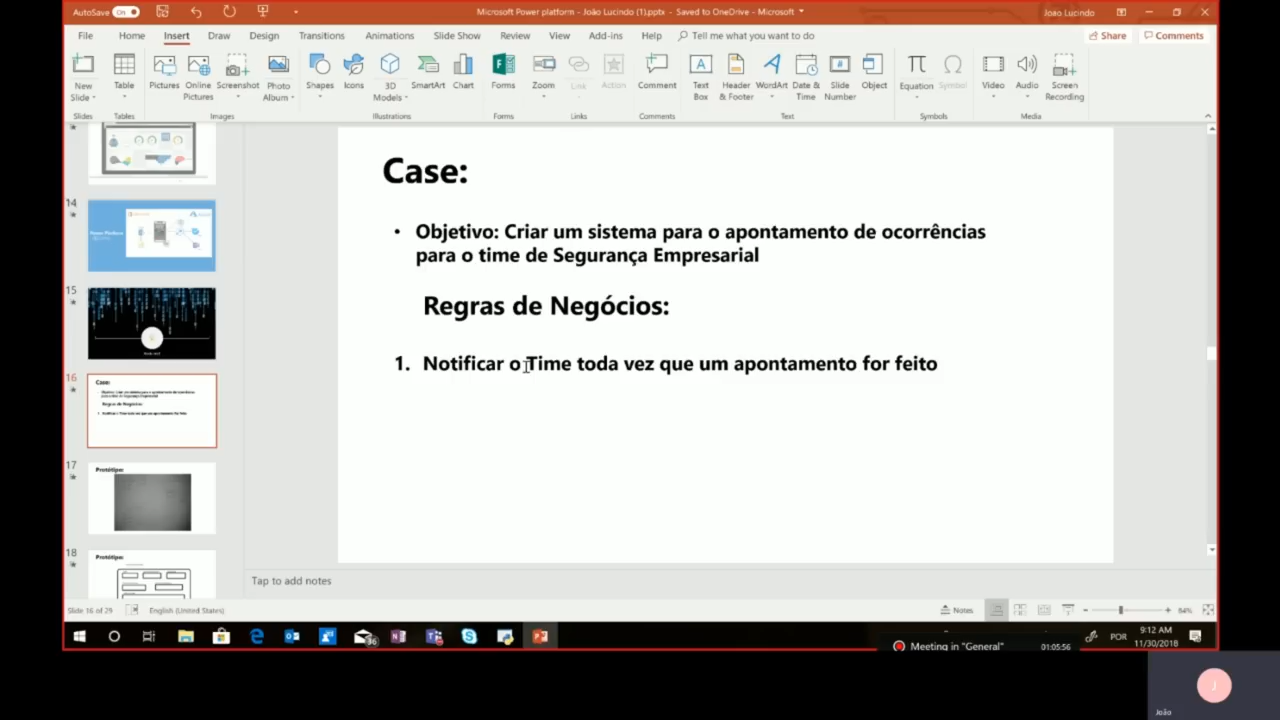 AutoSave On
Microsoft Power platform - João Lucindo (1).pptx - Saved to OneDrive - Microsoft
João Lucindo
File Home Insert Draw Design Transitions Animations Slide Show Review View Add-ins Help Tell me what you want to do Share Comments
New Slide
Table
Pictures
Online Pictures
Screenshot
Photo Album
Shapes
Icons
3D Models
SmartArt
Chart
Forms
Zoom
Link
Action
Comment
Text Box
Header & Footer
WordArt
Date & Time
Slide Number
Object
Equation
Symbol
Video
Audio
Screen Recording
Slides Tables Images Illustrations Forms Links Comments Text Symbols Media
14
15
16
Case:
Regras de Negócios:
17
Protótipo:
18
Protótipo:
Case:
• Objetivo: Criar um sistema para o apontamento de ocorrências
para o time de Segurança Empresarial
Regras de Negócios:
1. Notificar o Time toda vez que um apontamento for feito
Tap to add notes
Slide 16 of 29 English (United States) Notes 64%
36
POR
9:12 AM
11/30/2018
Meeting in "General" 01:05:56
J
João